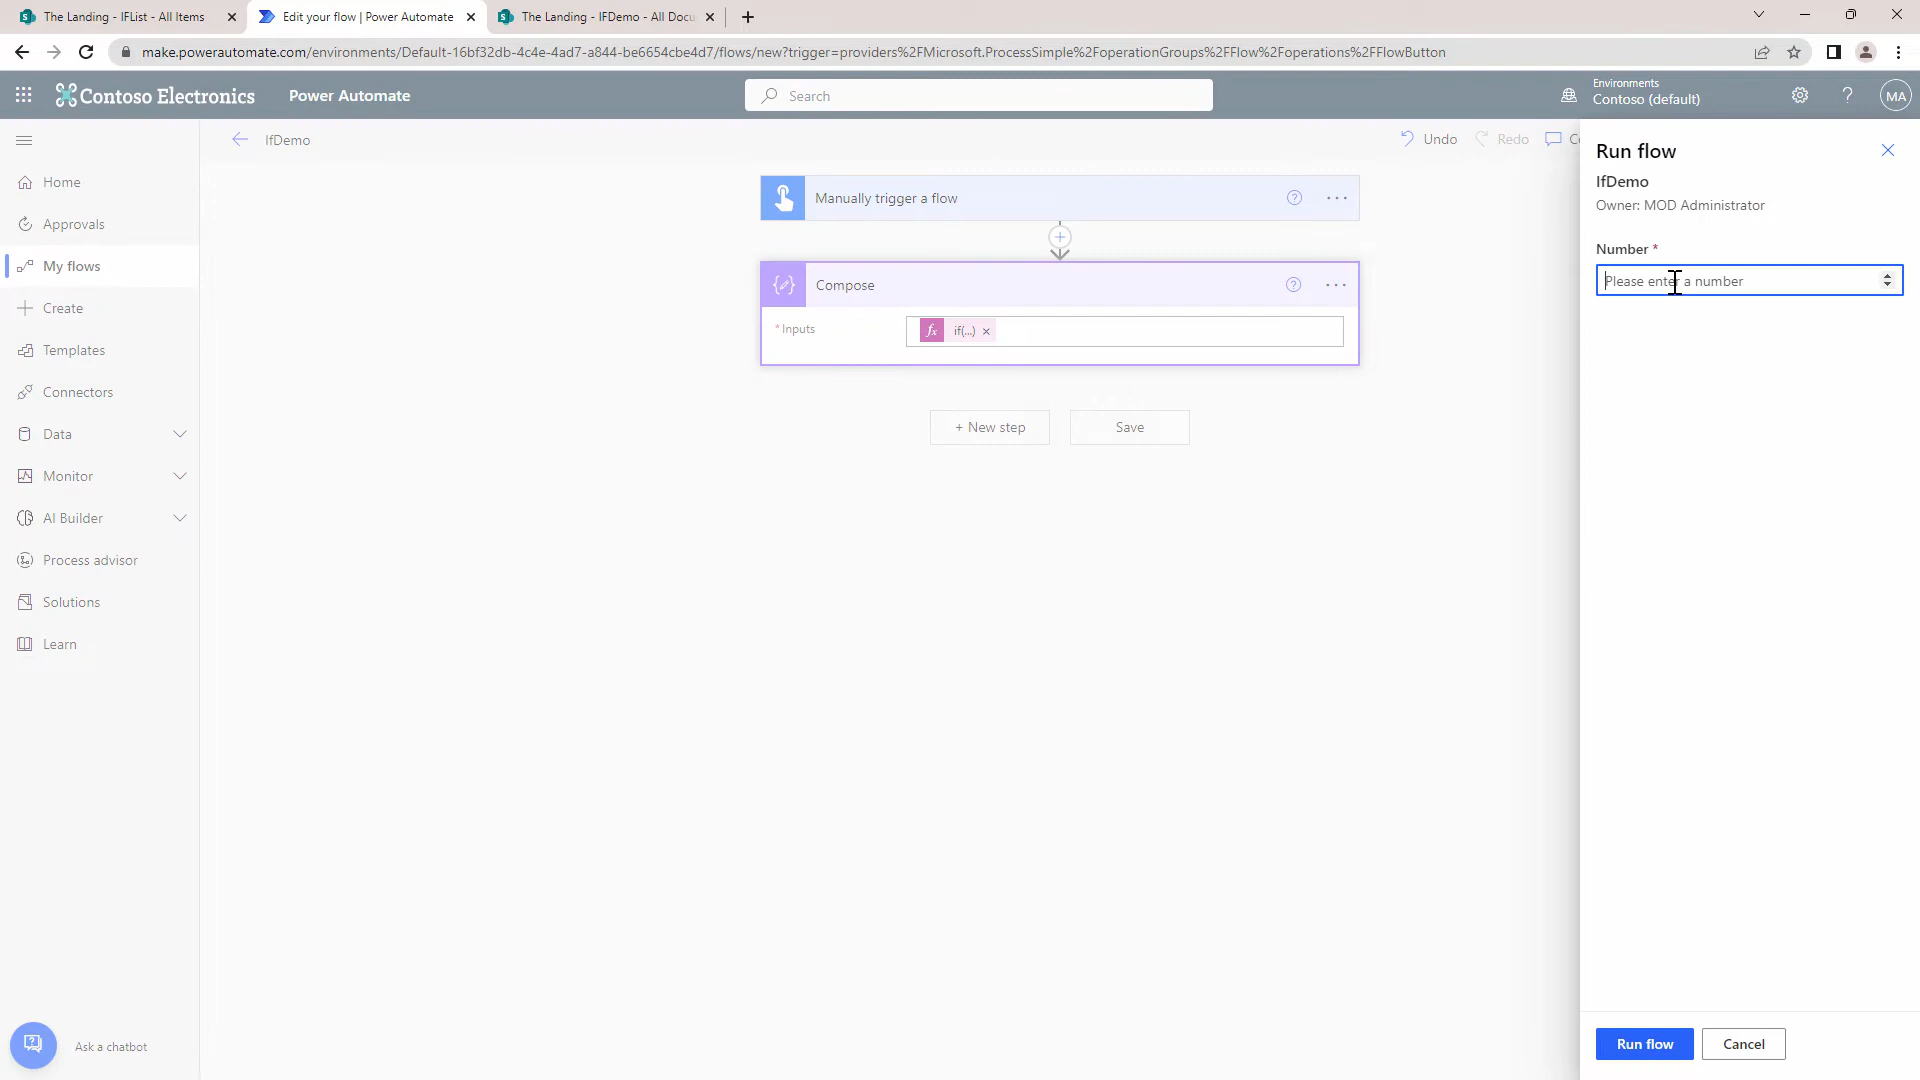 The Landing - IFList - All Items
Edit your flow | Power Automate
The Landing - IFDemo - All Docu
make.powerautomate.com/environments/Default-16bf32db-4c4e-4ad7-a844-be6654cbe4d7/flows/new?trigger=providers%2FMicrosoft.ProcessSimple%2FoperationGroups%2FFlow%2Foperations%2FFlowButton
Contoso Electronics
Power Automate
Search
Environments
Contoso (default)
MA
IfDemo
Undo
Redo
Home
Approvals
My flows
Create
Templates
Connectors
Data
Monitor
AI Builder
Process advisor
Solutions
Learn
Ask a chatbot
Manually trigger a flow
Compose
* Inputs
fx if(...)
+ New step
Save
Run flow
IfDemo
Owner: MOD Administrator
Number *
Please enter a number
Run flow
Cancel